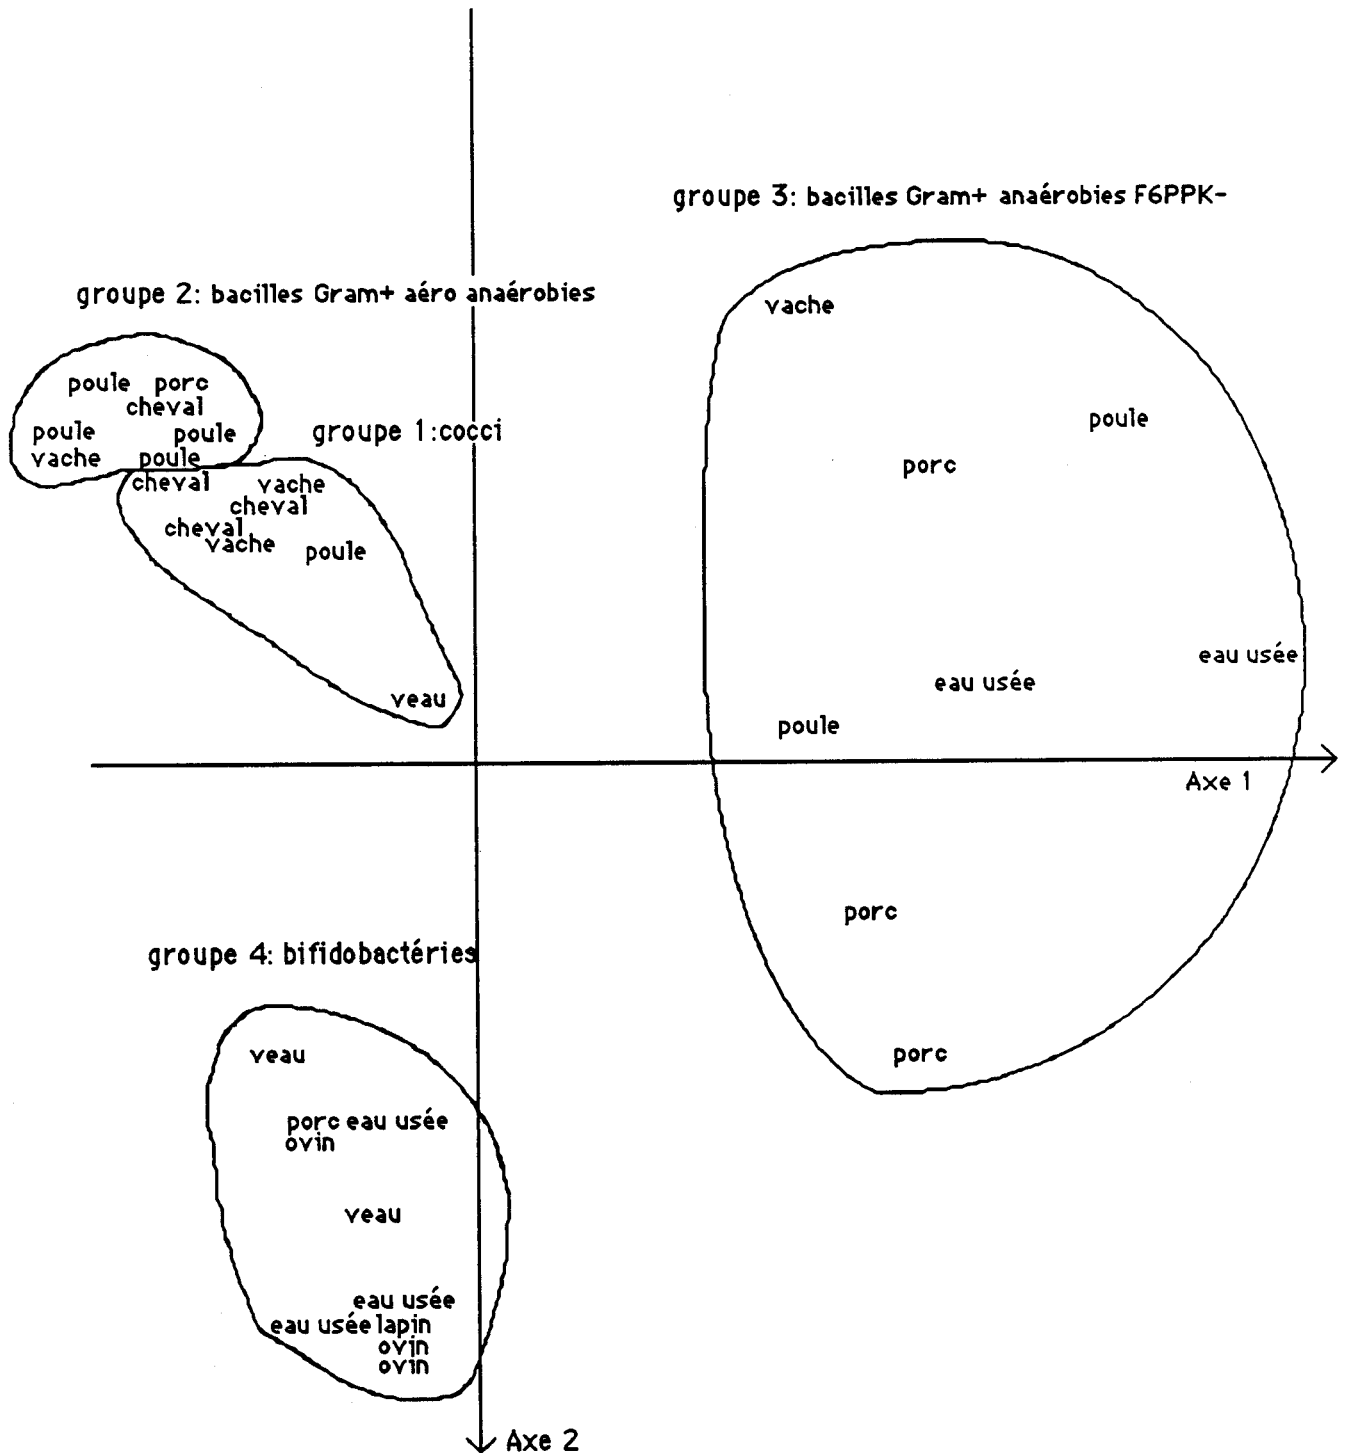 groupe 3: bacilles Gram+ anaérobies F6PPK-
groupe 2: bacilles Gram+ aéro anaérobies
vache
poule porc
cheval
poule poule
vache poule
groupe 1:cocci
cheval vache
cheval
cheval
vache poule
veau
poule
porc
eau usée
eau usée
poule
Axe 1
porc
porc
groupe 4: bifidobactéries
veau
porc eau usée
ovin
veau
eau usée
eau usée lapin
ovin
ovin
Axe 2